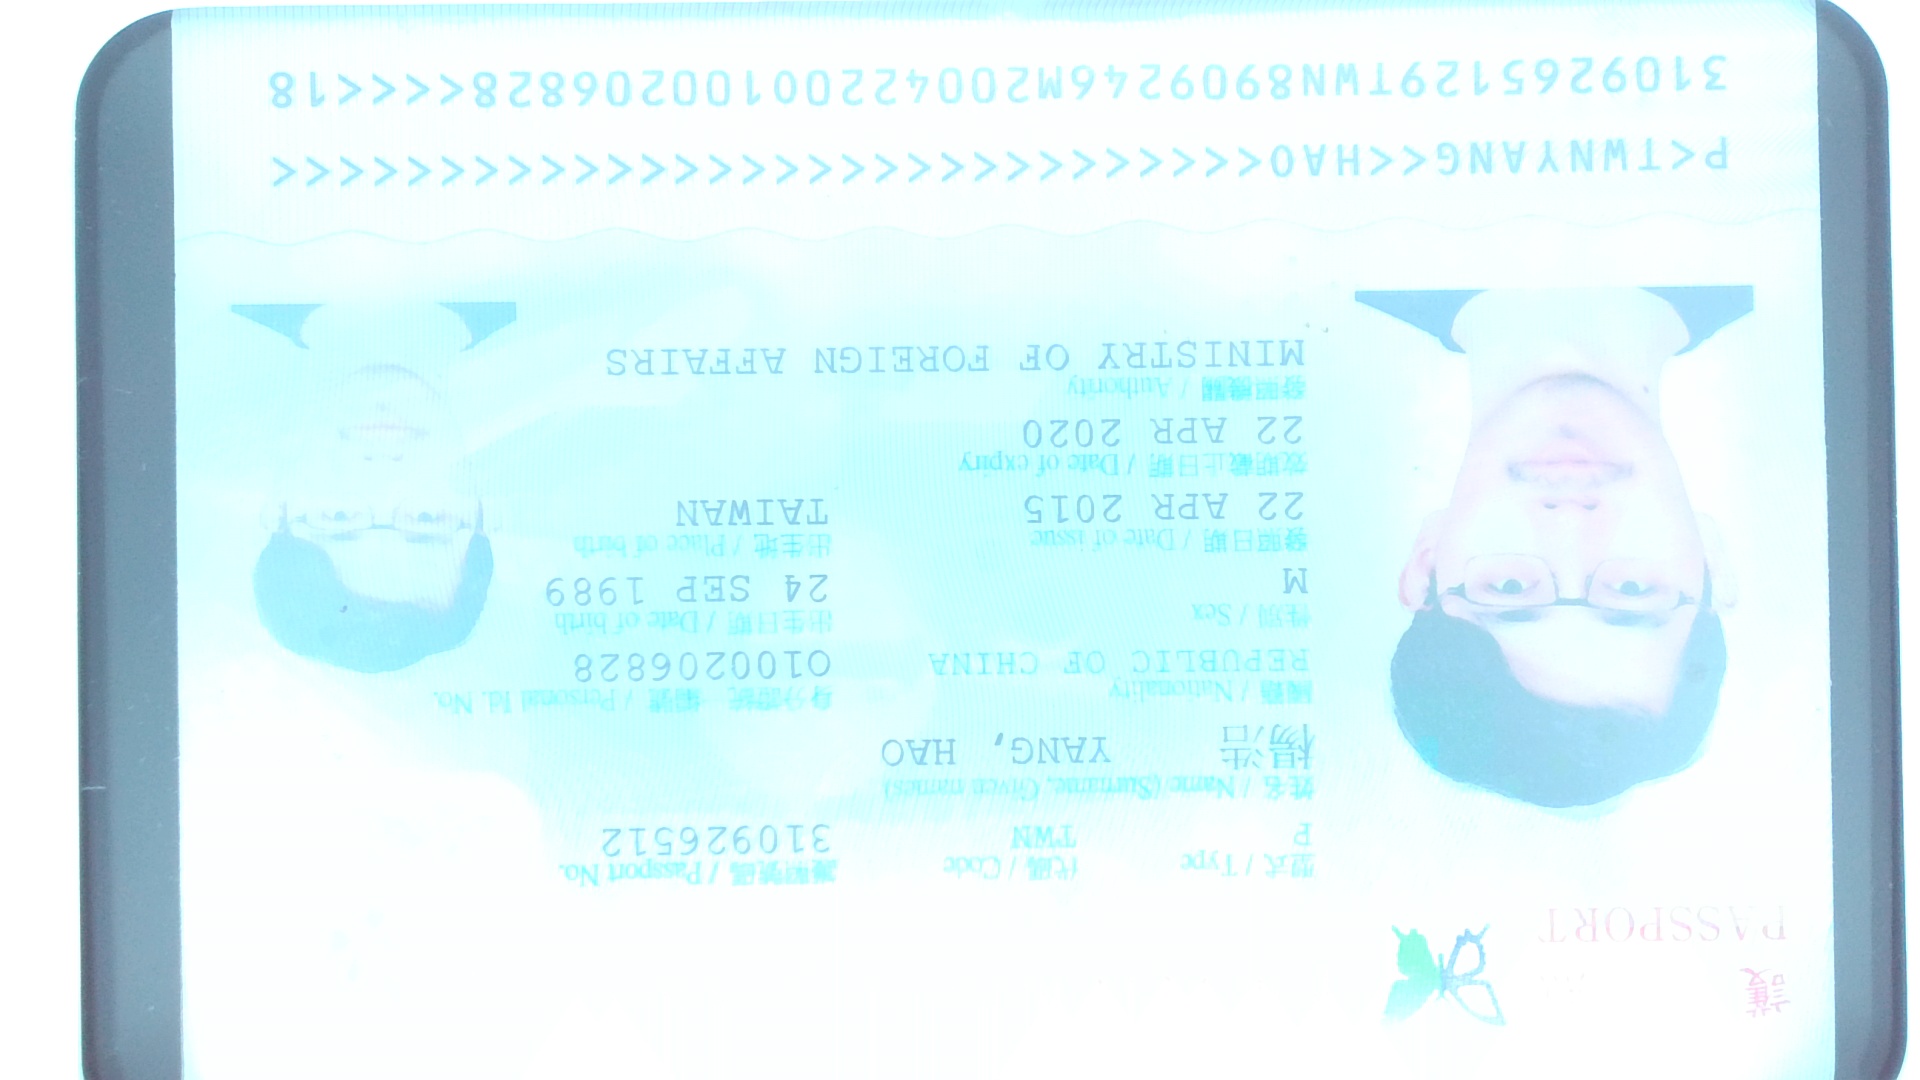 護
PASSPORT
型式 / Type 代碼 / Code 護照號碼 / Passport No.
P TWN 310926512
姓名 / Name (Surname, Given names)
楊浩 YANG, HAO
國籍 / Nationality 身分證統一編號 / Personal Id. No.
REPUBLIC OF CHINA O100206828
性別 / Sex 出生日期 / Date of birth
M 24 SEP 1989
發照日期 / Date of issue 出生地 / Place of birth
22 APR 2015 TAIWAN
效期截止日期 / Date of expiry
22 APR 2020
發照機關 / Authority
MINISTRY OF FOREIGN AFFAIRS
P<TWNYANG<<HAO<<<<<<<<<<<<<<<<<<<<<<<<<<<<<<
3109265129TWN8909246M2004220O100206828<<<<18